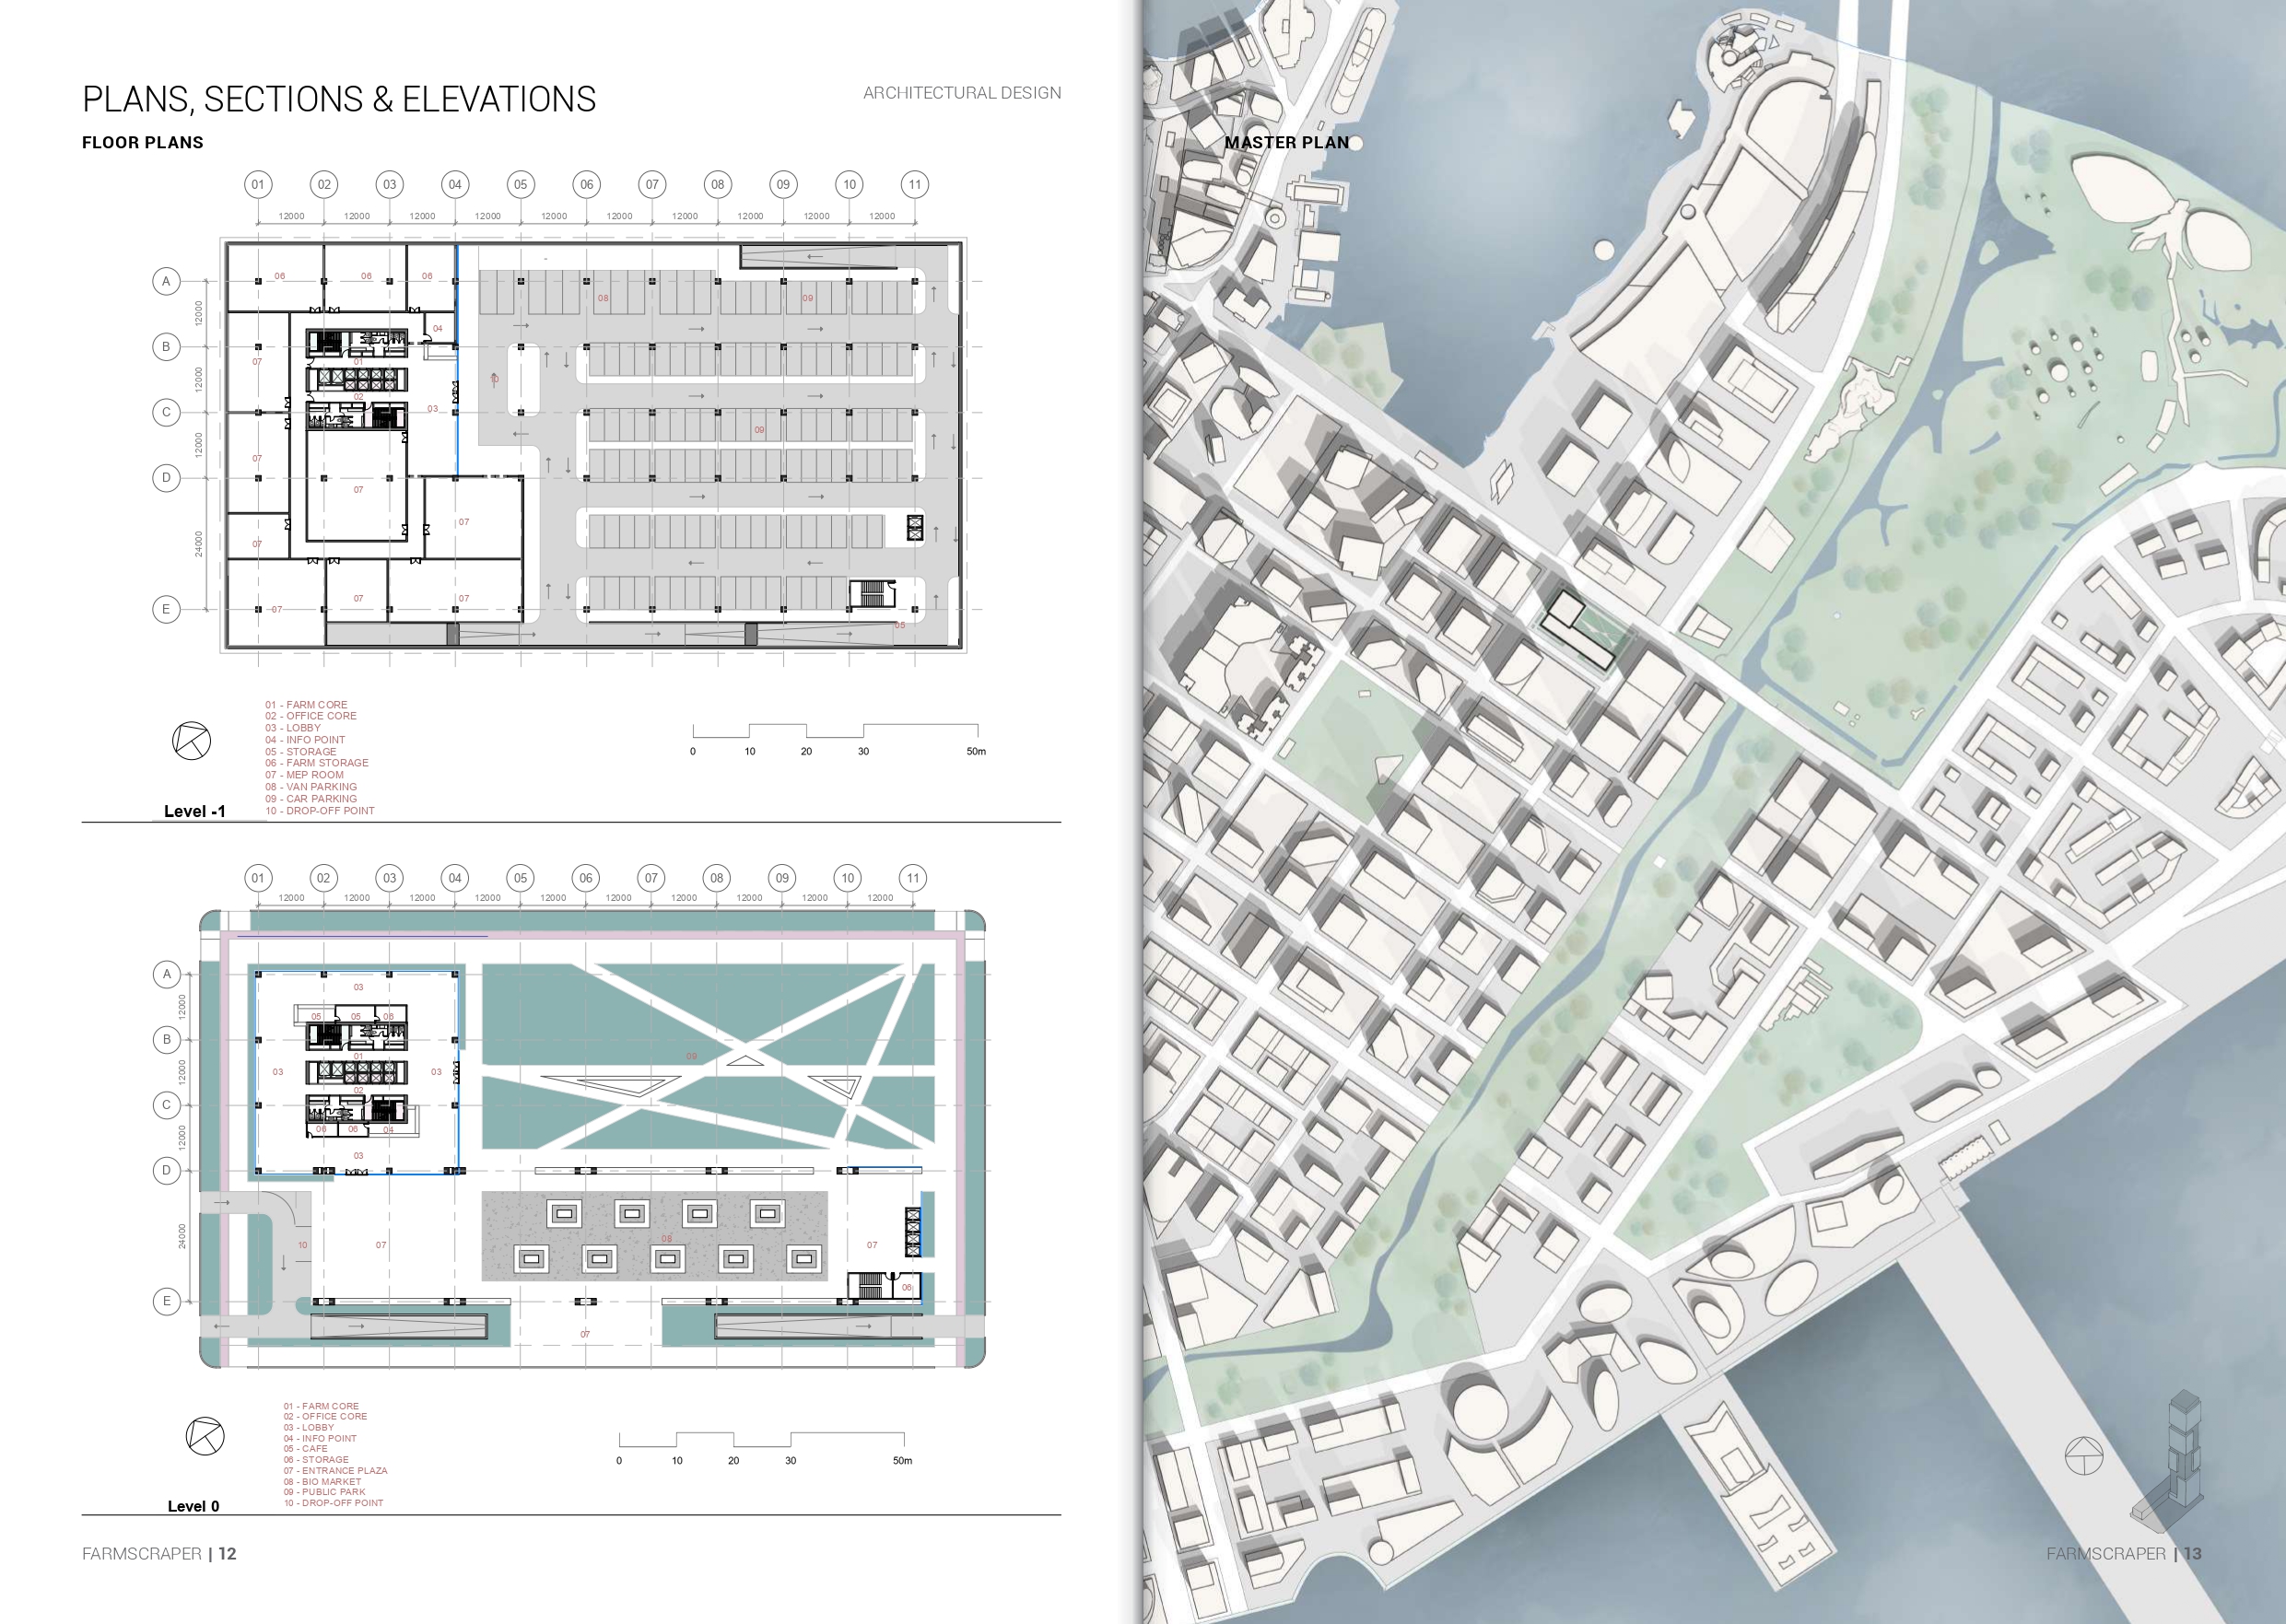 PLANS, SECTIONS & ELEVATIONS
ARCHITECTURAL DESIGN
FLOOR PLANS
01 02 03 04 05 06 07 08 09 10 11
12000 12000 12000 12000 12000 12000 12000 12000 12000 12000
A
B
C
D
E
12000
12000
12000
24000
06 06 06
08 09
04
07 01
10
02
03
09
07
07
07
07
07 07 07
05
01 - FARM CORE
02 - OFFICE CORE
03 - LOBBY
04 - INFO POINT
05 - STORAGE
06 - FARM STORAGE
07 - MEP ROOM
08 - VAN PARKING
09 - CAR PARKING
10 - DROP-OFF POINT
0 10 20 30 50m
Level -1
01 02 03 04 05 06 07 08 09 10 11
12000 12000 12000 12000 12000 12000 12000 12000 12000 12000
A
B
C
D
E
12000
12000
12000
24000
03
05 05 06
01 09
03 03
02
06 06 04
03
08
10 07 07
06
07
01 - FARM CORE
02 - OFFICE CORE
03 - LOBBY
04 - INFO POINT
05 - CAFE
06 - STORAGE
07 - ENTRANCE PLAZA
08 - BIO MARKET
09 - PUBLIC PARK
10 - DROP-OFF POINT
0 10 20 30 50m
Level 0
FARMSCRAPER | 12
MASTER PLAN
FARMSCRAPER | 13